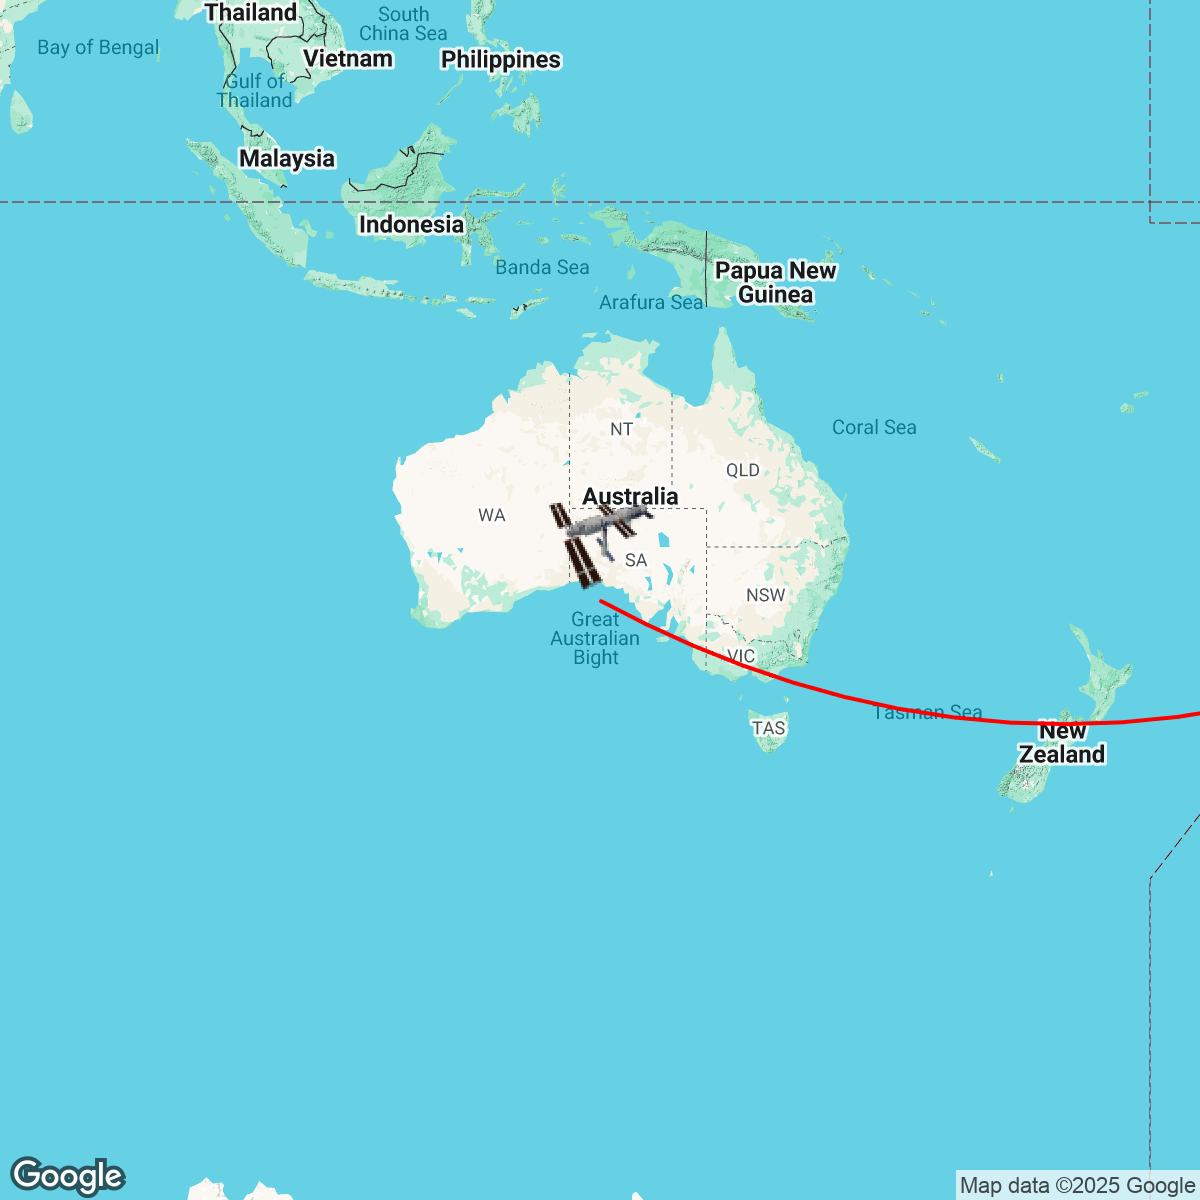 Thailand
South
China Sea
Bay of Bengal
Vietnam
Philippines
Gulf of
Thailand
Malaysia
Indonesia
Banda Sea
Papua New
Guinea
Arafura Sea
Coral Sea
NT
QLD
Australia
WA
SA
NSW
Great
Australian
Bight
VIC
Tasman Sea
TAS
New
Zealand
Google
Map data ©2025 Google